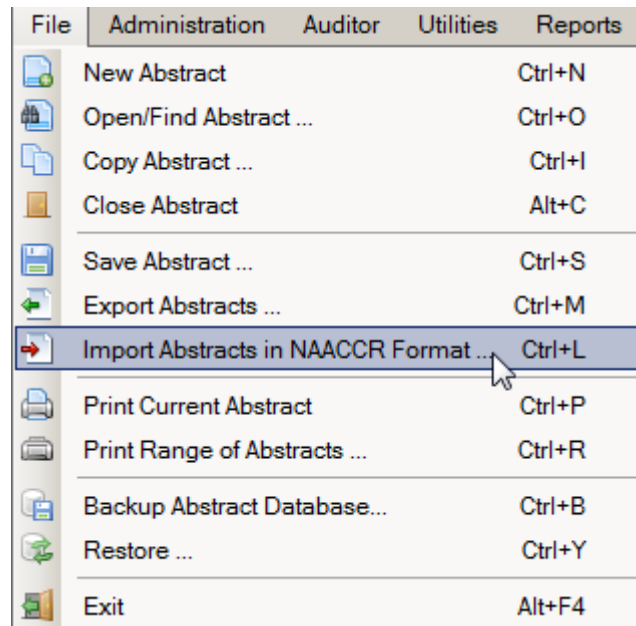 File Administration Auditor Utilities Reports
New Abstract Ctrl+N
Open/Find Abstract ... Ctrl+O
Copy Abstract ... Ctrl+I
Close Abstract Alt+C
Save Abstract ... Ctrl+S
Export Abstracts ... Ctrl+M
Import Abstracts in NAACCR Format ... Ctrl+L
Print Current Abstract Ctrl+P
Print Range of Abstracts ... Ctrl+R
Backup Abstract Database... Ctrl+B
Restore ... Ctrl+Y
Exit Alt+F4